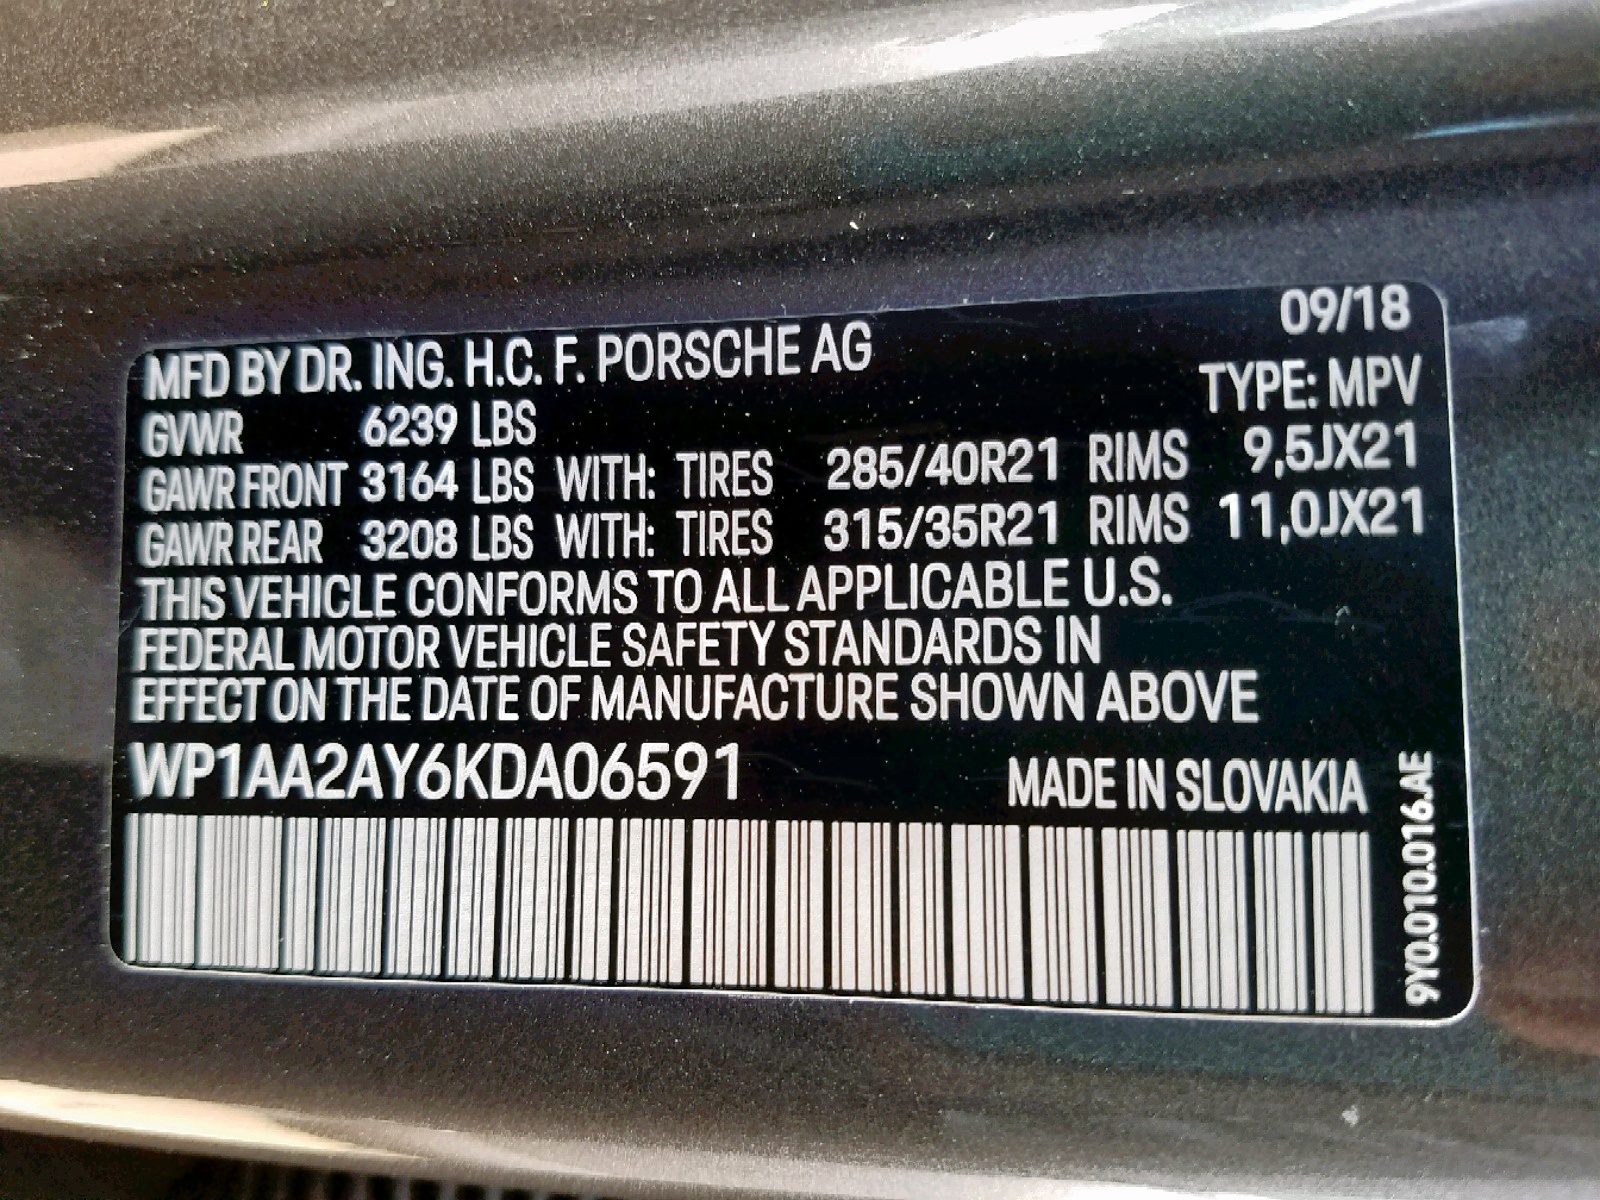 09/18
MFD BY DR. ING. H.C. F. PORSCHE AG
TYPE: MPV
GVWR 6239 LBS
GAWR FRONT 3164 LBS WITH: TIRES 285/40R21 RIMS 9,5JX21
GAWR REAR 3208 LBS WITH: TIRES 315/35R21 RIMS 11,0JX21
THIS VEHICLE CONFORMS TO ALL APPLICABLE U.S.
FEDERAL MOTOR VEHICLE SAFETY STANDARDS IN
EFFECT ON THE DATE OF MANUFACTURE SHOWN ABOVE
WP1AA2AY6KDA06591
MADE IN SLOVAKIA
9Y0.010.016.AE